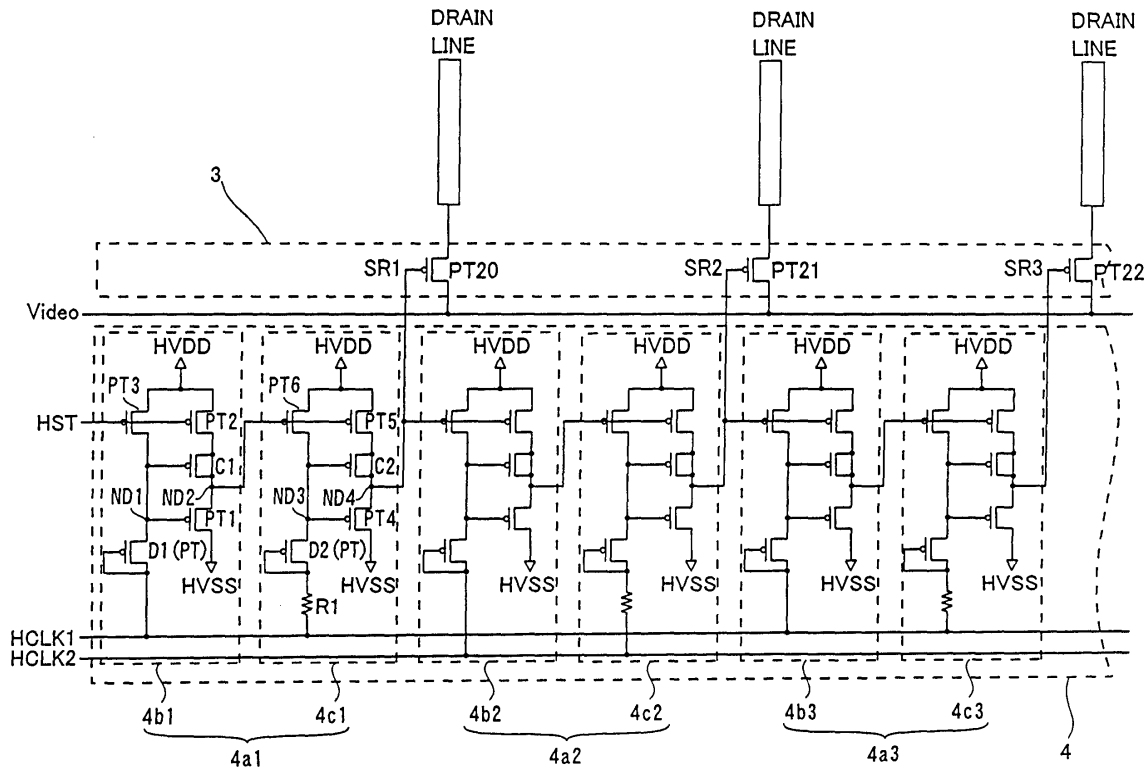 DRAIN LINE
DRAIN LINE
DRAIN LINE
3
SR1
PT20
SR2
PT21
SR3
PT22
Video
HVDD
HVDD
HVDD
HVDD
HVDD
HVDD
PT3
PT6
HST
PT2
PT5
C1
C2
ND1
ND2
ND3
ND4
PT1
PT4
D1(PT)
D2(PT)
HVSS
HVSS
HVSS
HVSS
HVSS
HVSS
R1
HCLK1
HCLK2
4b1
4c1
4b2
4c2
4b3
4c3
4
4a1
4a2
4a3